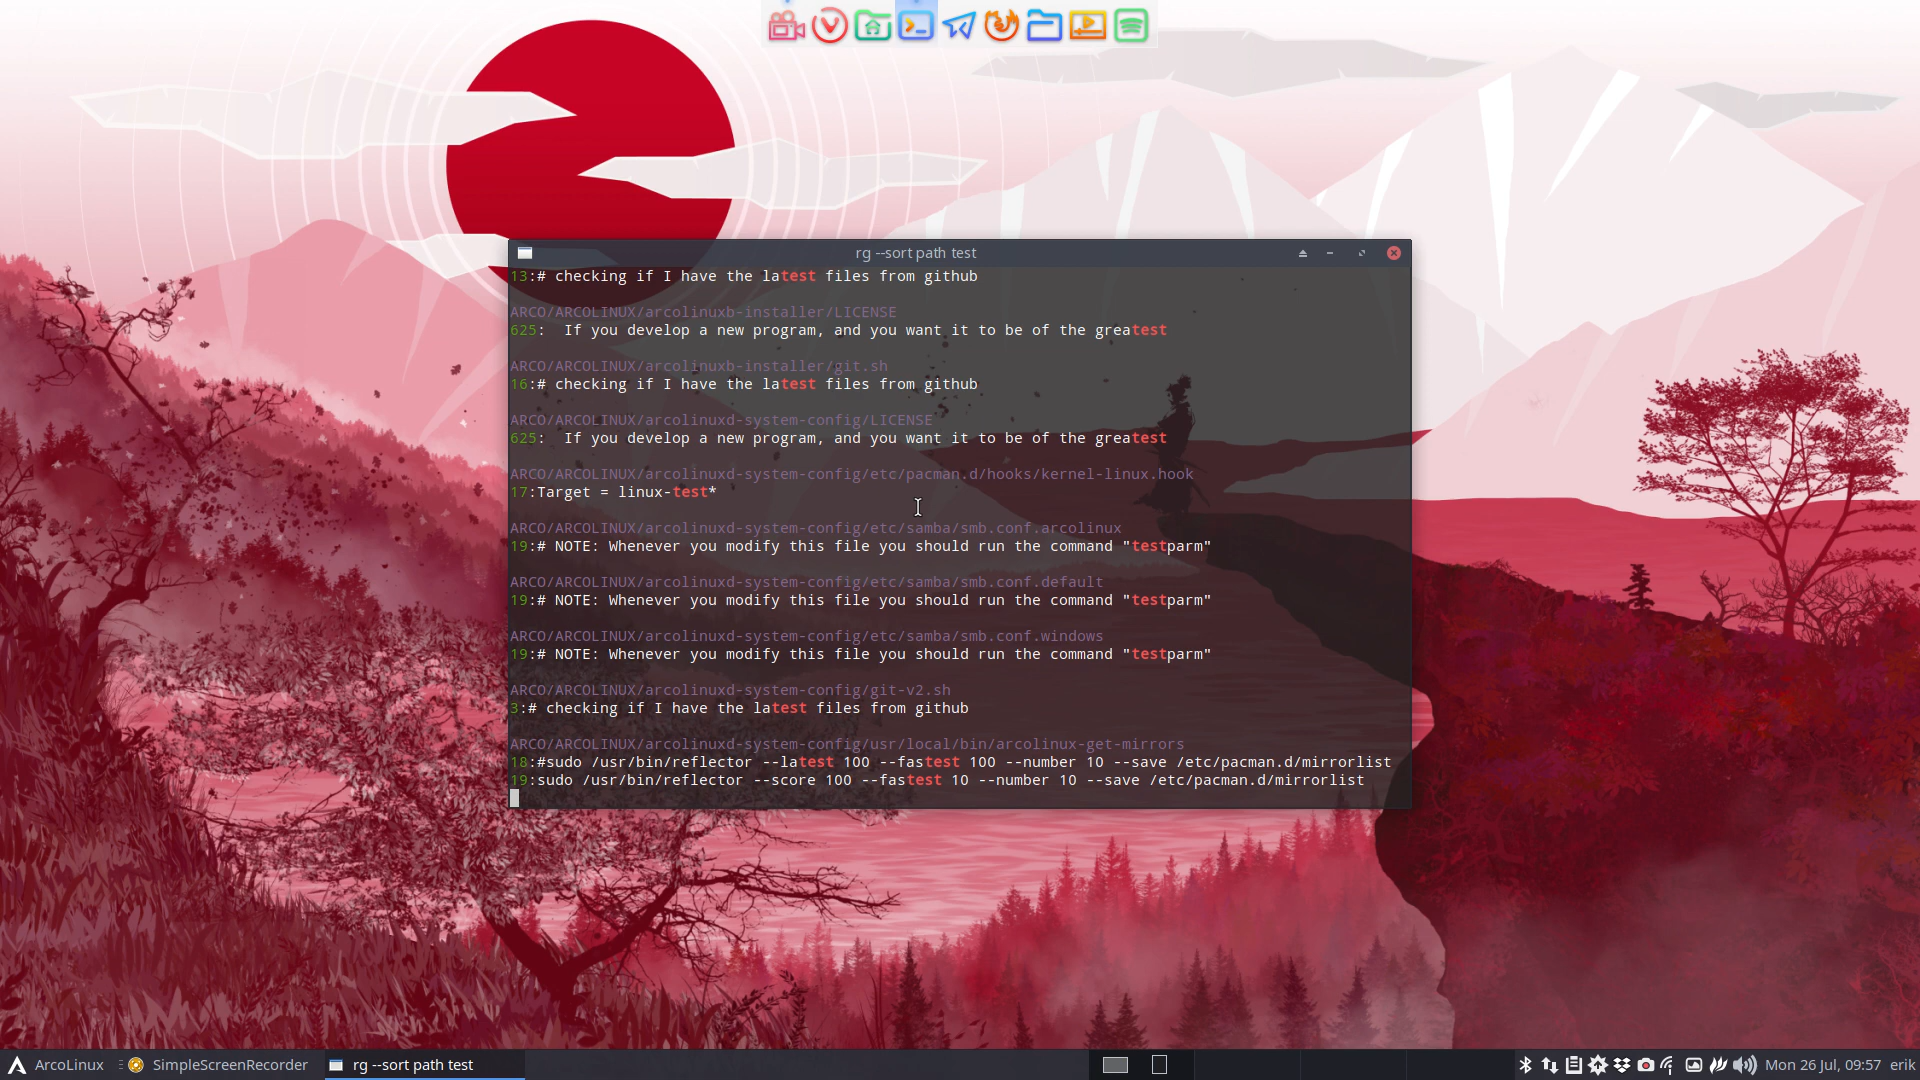 rg --sort path test
13:# checking if I have the latest files from github
ARCO/ARCOLINUX/arcolinuxb-installer/LICENSE
625:  If you develop a new program, and you want it to be of the greatest
ARCO/ARCOLINUX/arcolinuxb-installer/git.sh
16:# checking if I have the latest files from github
ARCO/ARCOLINUX/arcolinuxd-system-config/LICENSE
625:  If you develop a new program, and you want it to be of the greatest
ARCO/ARCOLINUX/arcolinuxd-system-config/etc/pacman.d/hooks/kernel-linux.hook
17:Target = linux-test*
ARCO/ARCOLINUX/arcolinuxd-system-config/etc/samba/smb.conf.arcolinux
19:# NOTE: Whenever you modify this file you should run the command "testparm"
ARCO/ARCOLINUX/arcolinuxd-system-config/etc/samba/smb.conf.default
19:# NOTE: Whenever you modify this file you should run the command "testparm"
ARCO/ARCOLINUX/arcolinuxd-system-config/etc/samba/smb.conf.windows
19:# NOTE: Whenever you modify this file you should run the command "testparm"
ARCO/ARCOLINUX/arcolinuxd-system-config/git-v2.sh
3:# checking if I have the latest files from github
ARCO/ARCOLINUX/arcolinuxd-system-config/usr/local/bin/arcolinux-get-mirrors
18:#sudo /usr/bin/reflector --latest 100 --fastest 100 --number 10 --save /etc/pacman.d/mirrorlist
19:sudo /usr/bin/reflector --score 100 --fastest 10 --number 10 --save /etc/pacman.d/mirrorlist
ArcoLinux SimpleScreenRecorder rg --sort path test Mon 26 Jul, 09:57 erik